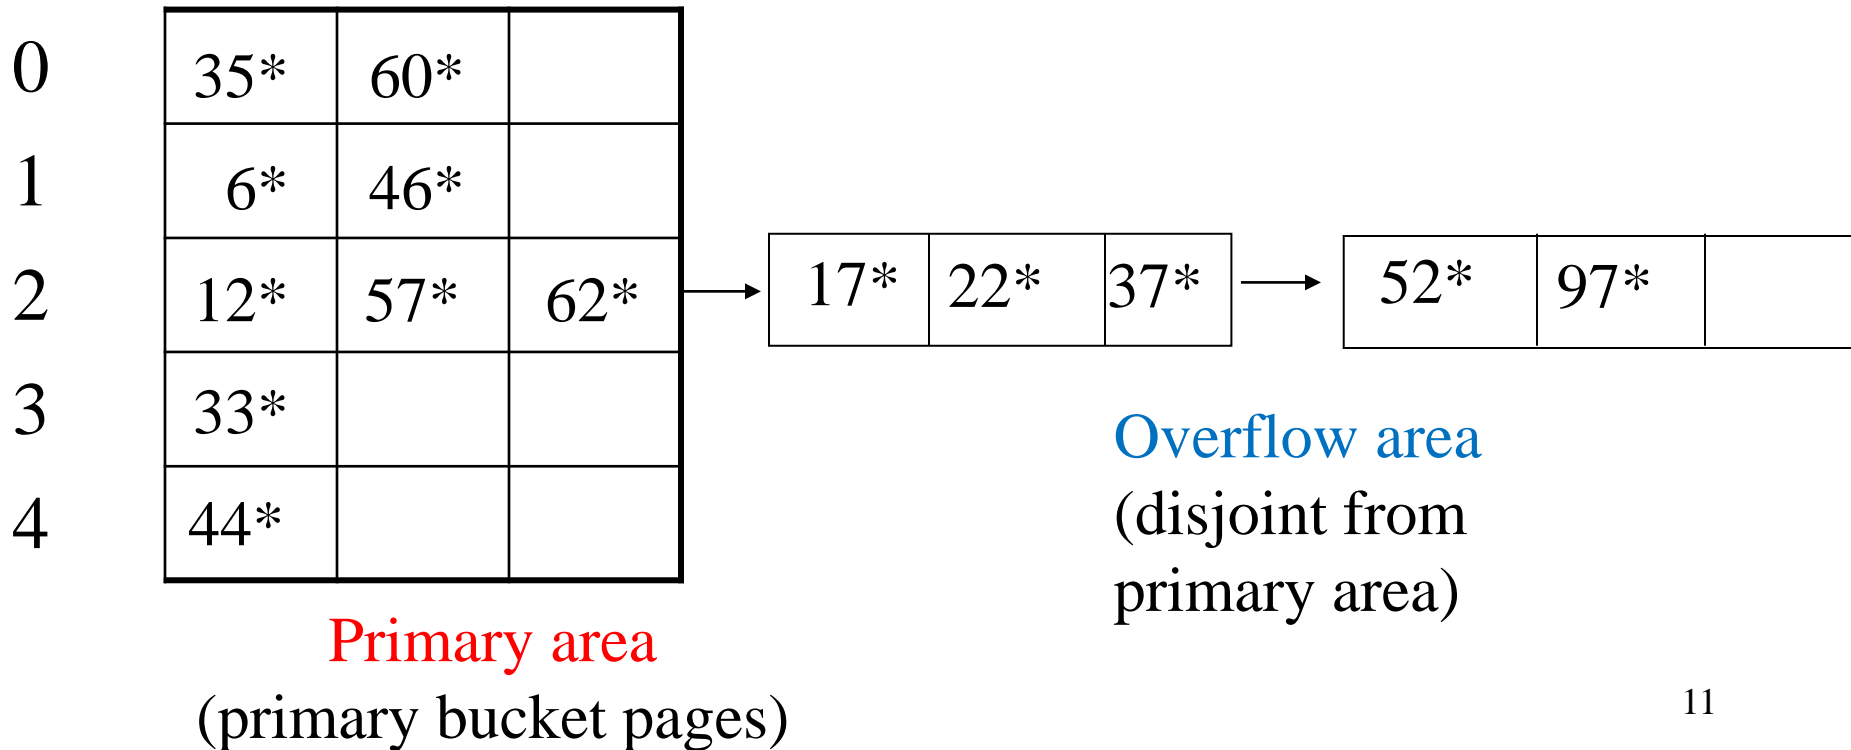 0 35* 60*
1 6* 46*
2 12* 57* 62* 17* 22* 37* 52* 97*
3 33*
4 44*
Overflow area
(disjoint from
primary area)
Primary area
(primary bucket pages)
11